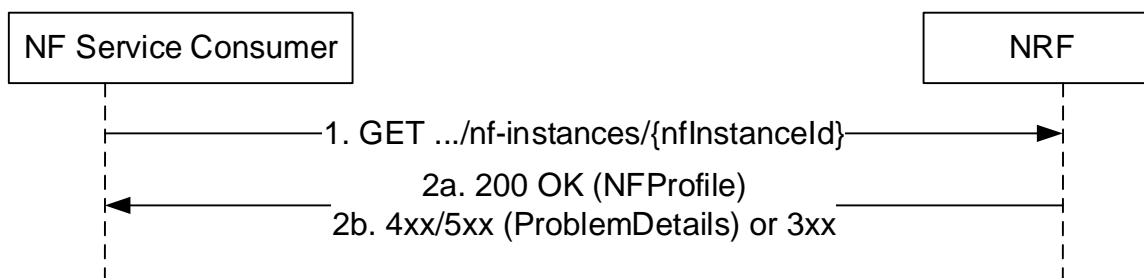 NF Service Consumer
NRF
1. GET .../nf-instances/{nfInstanceId}
2a. 200 OK (NFProfile)
2b. 4xx/5xx (ProblemDetails) or 3xx